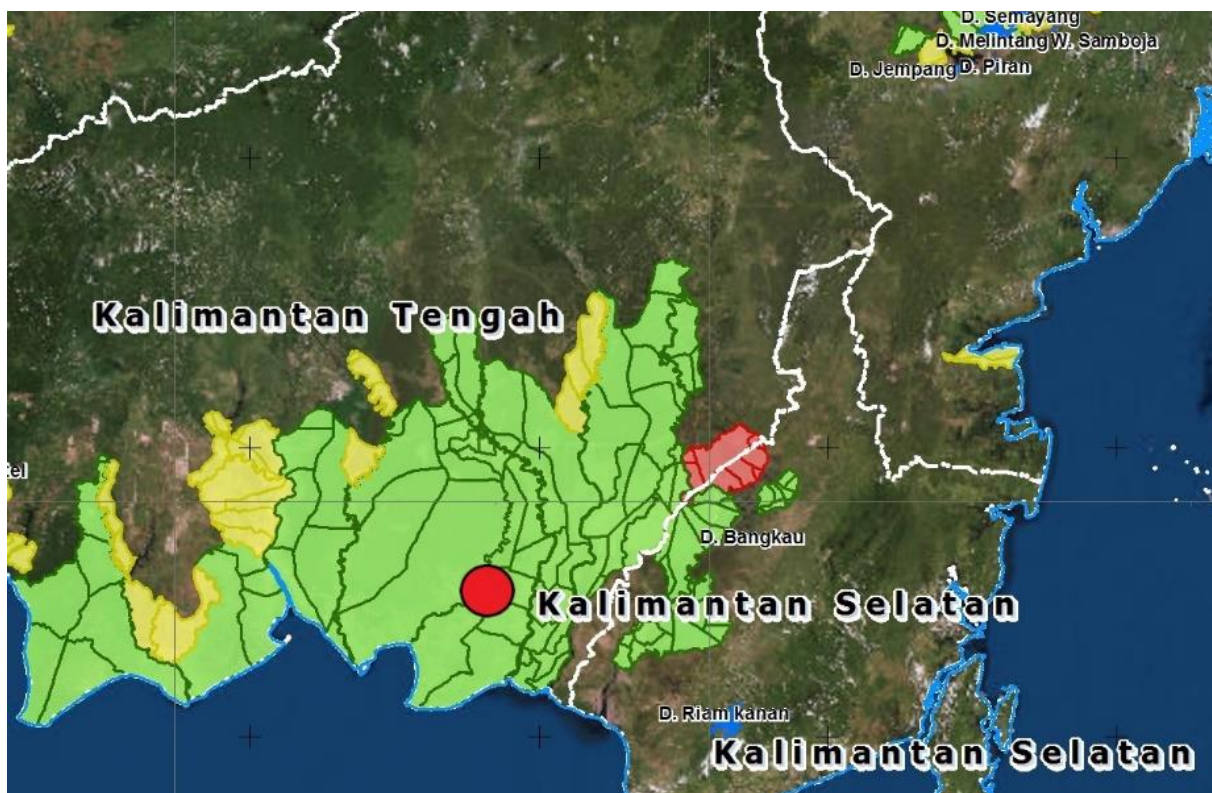 D. Semayang
D. Melintang W. Samboja
D. Jempang D. Piran
Kalimantan Tengah
D. Bangkau
Kalimantan Selatan
D. Riam kanan
Kalimantan Selatan